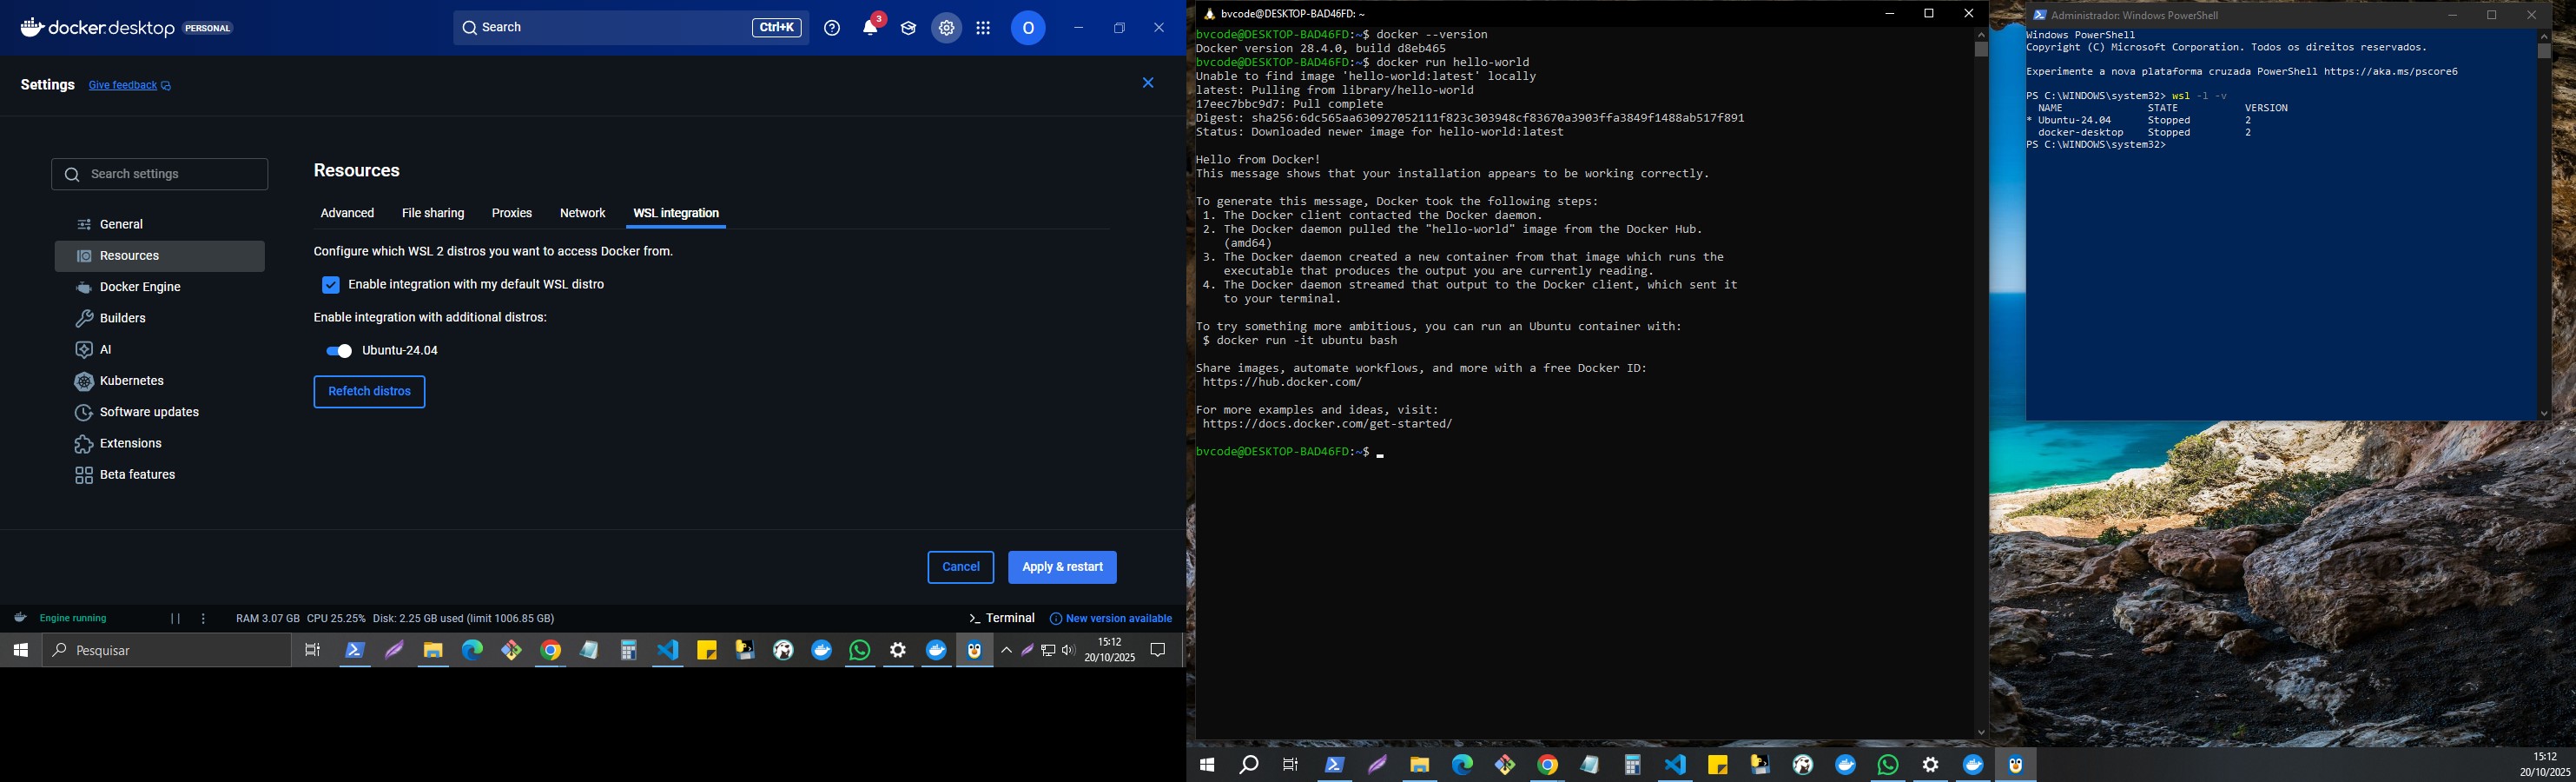 docker.desktop PERSONAL
Search Ctrl+K
3
O
Settings Give feedback
Search settings
General
Resources
Docker Engine
Builders
AI
Kubernetes
Software updates
Extensions
Beta features
Resources
Advanced File sharing Proxies Network WSL integration
Configure which WSL 2 distros you want to access Docker from.
Enable integration with my default WSL distro
Enable integration with additional distros:
Ubuntu-24.04
Refetch distros
Cancel Apply & restart
Engine running RAM 3.07 GB CPU 25.25% Disk: 2.25 GB used (limit 1006.85 GB) >_ Terminal New version available
Pesquisar
15:12
20/10/2025
bvcode@DESKTOP-BAD46FD: ~
bvcode@DESKTOP-BAD46FD:~$ docker --version
Docker version 28.4.0, build d8eb465
bvcode@DESKTOP-BAD46FD:~$ docker run hello-world
Unable to find image 'hello-world:latest' locally
latest: Pulling from library/hello-world
17eec7bbc9d7: Pull complete
Digest: sha256:6dc565aa630927052111f823c303948cf83670a3903ffa3849f1488ab517f891
Status: Downloaded newer image for hello-world:latest
Hello from Docker!
This message shows that your installation appears to be working correctly.
To generate this message, Docker took the following steps:
1. The Docker client contacted the Docker daemon.
2. The Docker daemon pulled the "hello-world" image from the Docker Hub.
(amd64)
3. The Docker daemon created a new container from that image which runs the
executable that produces the output you are currently reading.
4. The Docker daemon streamed that output to the Docker client, which sent it
to your terminal.
To try something more ambitious, you can run an Ubuntu container with:
$ docker run -it ubuntu bash
Share images, automate workflows, and more with a free Docker ID:
https://hub.docker.com/
For more examples and ideas, visit:
https://docs.docker.com/get-started/
bvcode@DESKTOP-BAD46FD:~$
Administrador: Windows PowerShell
Windows PowerShell
Copyright (C) Microsoft Corporation. Todos os direitos reservados.
Experimente a nova plataforma cruzada PowerShell https://aka.ms/pscore6
PS C:\WINDOWS\system32> wsl -l -v
NAME STATE VERSION
* Ubuntu-24.04 Stopped 2
docker-desktop Stopped 2
PS C:\WINDOWS\system32>
15:12
20/10/2025